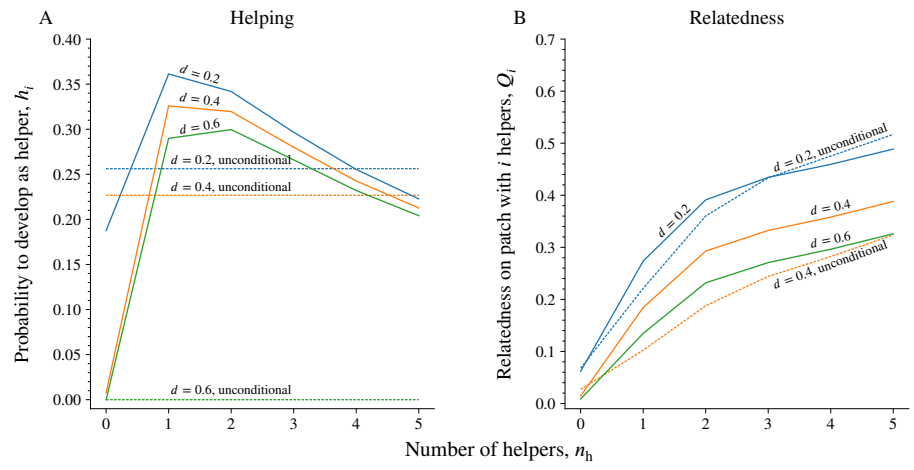 A
Helping
Probability to develop as helper, h_i
0.40
0.35
0.30
0.25
0.20
0.15
0.10
0.05
0.00
d = 0.2
d = 0.4
d = 0.6
d = 0.2, unconditional
d = 0.4, unconditional
d = 0.6, unconditional
0 1 2 3 4 5
B
Relatedness
Relatedness on patch with i helpers, Q_i
0.7
0.6
0.5
0.4
0.3
0.2
0.1
0.0
d = 0.2, unconditional
d = 0.2
d = 0.4
d = 0.6
d = 0.4, unconditional
0 1 2 3 4 5
Number of helpers, n_h